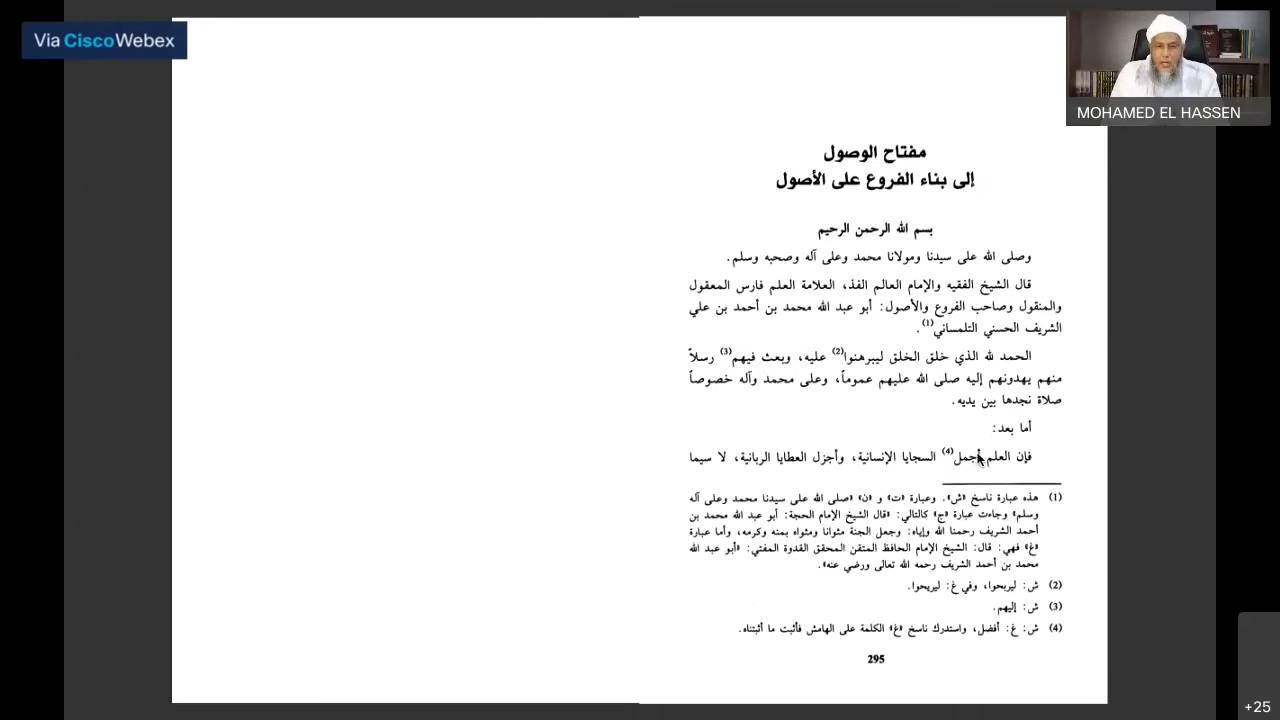 Via CiscoWebex
MOHAMED EL HASSEN
مفتاح الوصول
إلى بناء الفروع على الأصول
بسم الله الرحمن الرحيم
وصلى الله على سيدنا ومولانا محمد وعلى آله وصحبه وسلم.
قال الشيخ الفقيه والإمام العالم الفذ، العلامة العلم فارس المعقول
والمنقول وصاحب الفروع والأصول: أبو عبد الله محمد بن أحمد بن علي
الشريف الحسني التلمساني(1).
الحمد لله الذي خلق الخلق ليبرهنوا(2) عليه، وبعث فيهم(3) رسلاً
منهم يهدونهم إليه صلى الله عليهم عموماً، وعلى محمد وآله خصوصاً
صلاة نجدها بين يديه.
أما بعد:
فإن العلم أجمل(4) السجايا الإنسانية، وأجزل العطايا الربانية، لا سيما
(1) هذه عبارة ناسخ «ش». وعبارة «ت» و «ن» «صلى الله على سيدنا محمد وعلى آله
وسلم» وجاءت عبارة «ج» كالتالي: «قال الشيخ الإمام الحجة: أبو عبد الله محمد بن
أحمد الشريف رحمنا الله وإياه: وجعل الجنة مثوانا ومثواه بمنه وكرمه، وأما عبارة
«غ» فهي: قال: الشيخ الإمام الحافظ المتقن المحقق القدوة المفتي: «أبو عبد الله
محمد بن أحمد الشريف رحمه الله تعالى ورضي عنه».
(2) ش: ليربحوا، وفي غ: ليريحوا.
(3) ش: إليهم.
(4) ش: غ: أفضل، واستدرك ناسخ «غ» الكلمة على الهامش فأثبت ما أثبتناه.
295
+25